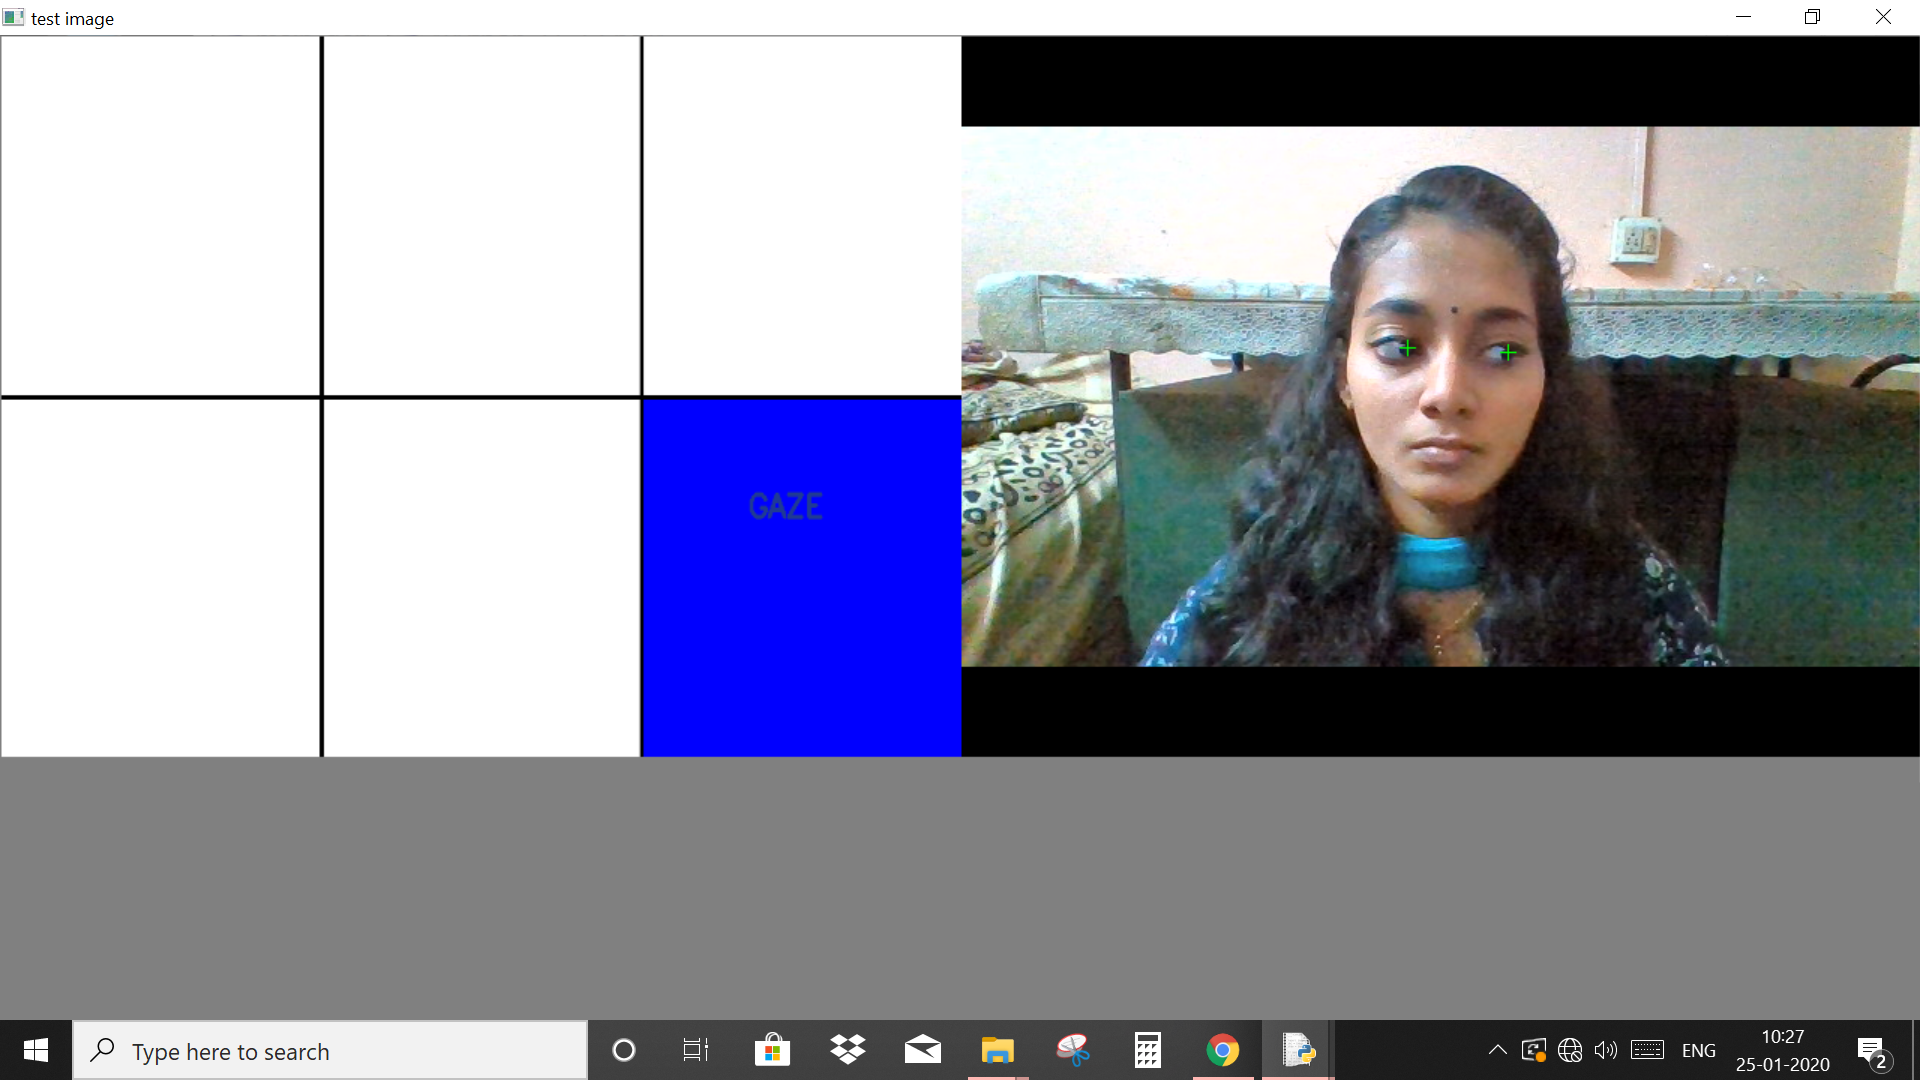 test image
GAZE
Type here to search
ENG
10:27
25-01-2020
2